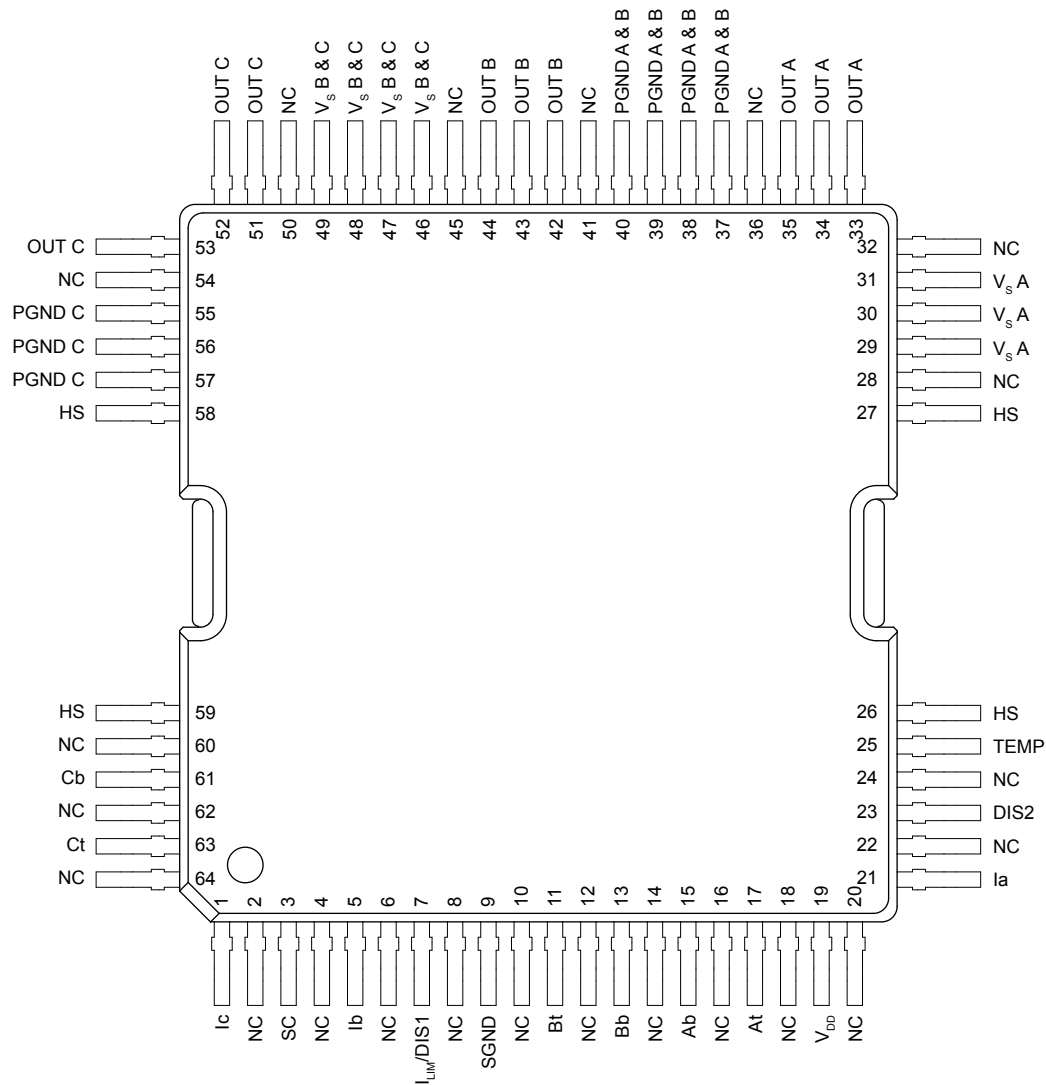 OUT C
OUT C
NC
Vs B & C
Vs B & C
Vs B & C
Vs B & C
NC
OUT B
OUT B
OUT B
NC
PGND A & B
PGND A & B
PGND A & B
PGND A & B
NC
OUT A
OUT A
OUT A
52
51
50
49
48
47
46
45
44
43
42
41
40
39
38
37
36
35
34
33
OUT C 53
NC 54
PGND C 55
PGND C 56
PGND C 57
HS 58
32 NC
31 Vs A
30 Vs A
29 Vs A
28 NC
27 HS
HS 59
NC 60
Cb 61
NC 62
Ct 63
NC 64
26 HS
25 TEMP
24 NC
23 DIS2
22 NC
21 Ia
1
2
3
4
5
6
7
8
9
10
11
12
13
14
15
16
17
18
19
20
Ic
NC
SC
NC
Ib
NC
ILIM/DIS1
NC
SGND
NC
Bt
NC
Bb
NC
Ab
NC
At
NC
VDD
NC